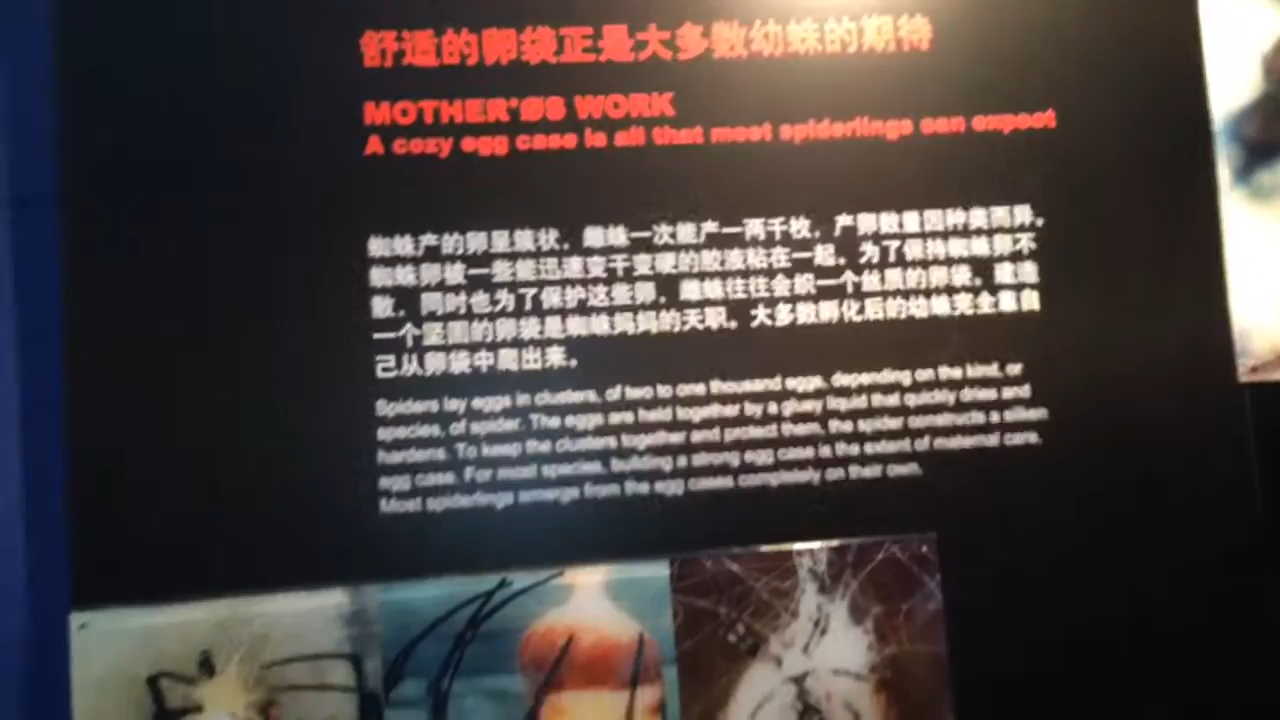 舒适的卵袋正是大多数幼蛛的期待
MOTHER'ØS WORK
A cozy egg case is all that most spiderlings can expect
蜘蛛产的卵呈簇状，雌蛛一次能产一两千枚，产卵数量因种类而异。
蜘蛛卵被一些能迅速变干变硬的胶液粘在一起。为了保持蜘蛛卵不
散，同时也为了保护这些卵，雌蛛往往会织一个丝质的卵袋。建造
一个坚固的卵袋是蜘蛛妈妈的天职。大多数孵化后的幼蛛完全靠自
己从卵袋中爬出来。
Spiders lay eggs in clusters, of two to one thousand eggs, depending on the kind, or
species, of spider. The eggs are held together by a gluey liquid that quickly dries and
hardens. To keep the clusters together and protect them, the spider constructs a silken
egg case. For most species, building a strong egg case is the extent of maternal care.
Most spiderlings emerge from the egg cases completely on their own.